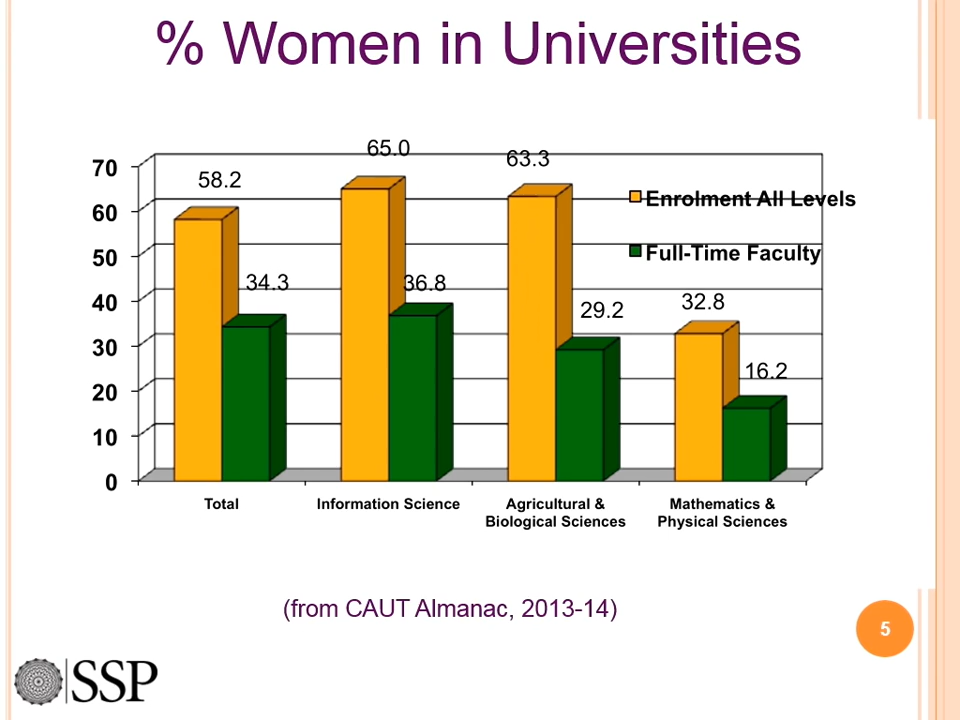 % Women in Universities
65.0
63.3
58.2
34.3
36.8
29.2
32.8
16.2
70
60
50
40
30
20
10
0
Enrolment All Levels
Full-Time Faculty
Total
Information Science
Agricultural &
Biological Sciences
Mathematics &
Physical Sciences
(from CAUT Almanac, 2013-14)
5
SSP